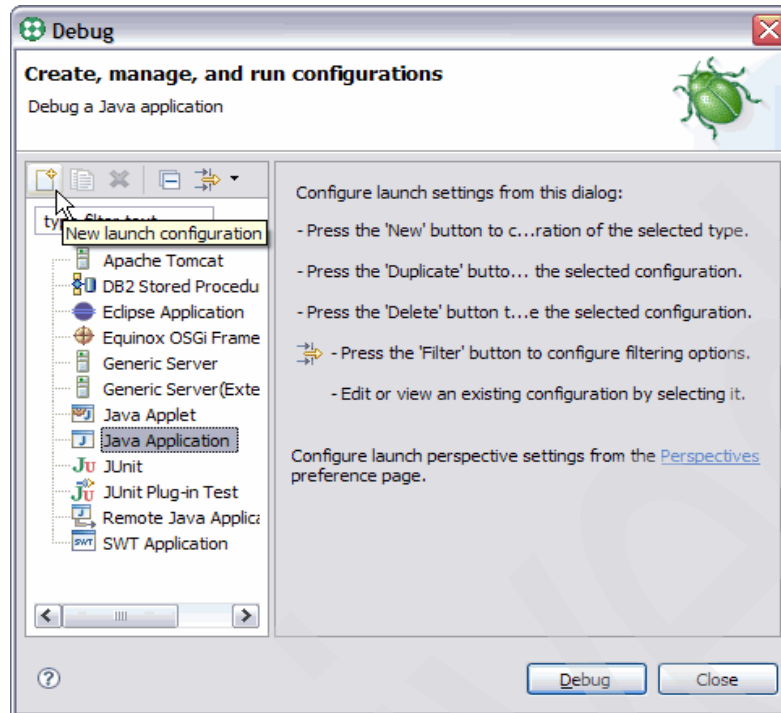 Debug
Create, manage, and run configurations
Debug a Java application
New launch configuration
Apache Tomcat
DB2 Stored Procedu
Eclipse Application
Equinox OSGi Frame
Generic Server
Generic Server(Exte
Java Applet
Java Application
JUnit
JUnit Plug-in Test
Remote Java Applica
SWT Application
Configure launch settings from this dialog:
- Press the 'New' button to c...ration of the selected type.
- Press the 'Duplicate' butto... the selected configuration.
- Press the 'Delete' button t...e the selected configuration.
- Press the 'Filter' button to configure filtering options.
- Edit or view an existing configuration by selecting it.
Configure launch perspective settings from the Perspectives
preference page.
Debug
Close